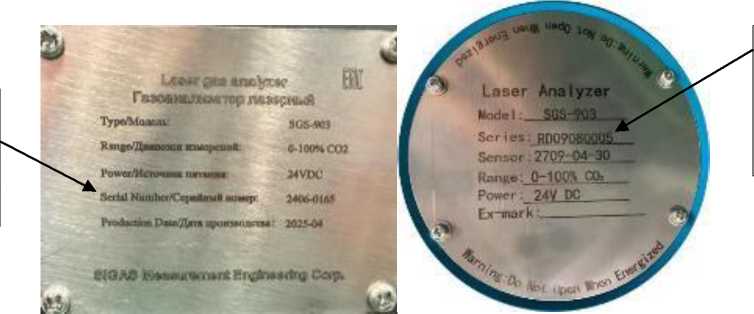 Laser gas analyzer
EAC
Газоанализатор лазерный
Type/Модель: SGS-903
Range/Диапазон измерений: 0-100% CO2
Power/Источник питания: 24VDC
Serial Number/Серийный номер: 2406-0165
Production Date/Дата производства: 2025-04
SIGAS Measurement Engineering Corp.
Warning:Do Not Open When Energized
Laser Analyzer
Model: SGS-903
Series: RD09080005
Sensor: 2709-04-30
Range: 0-100% CO₂
Power: 24V DC
Ex-mark:
Warning:Do Not Open When Energized